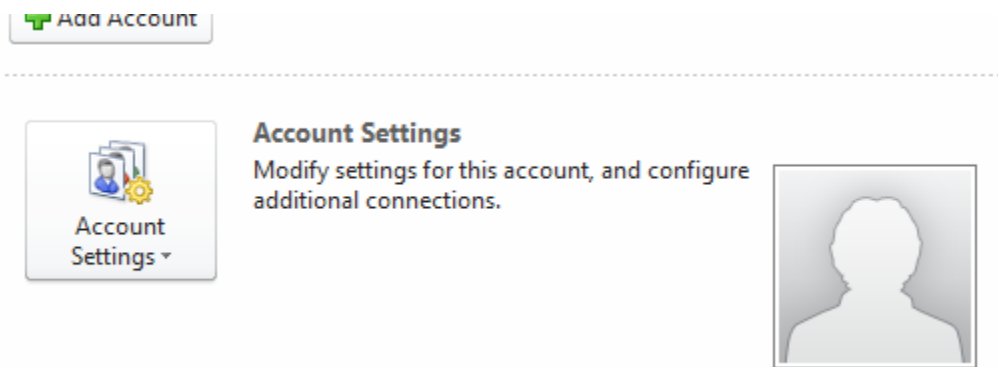 Add Account
Account Settings
Modify settings for this account, and configure
additional connections.
Account
Settings